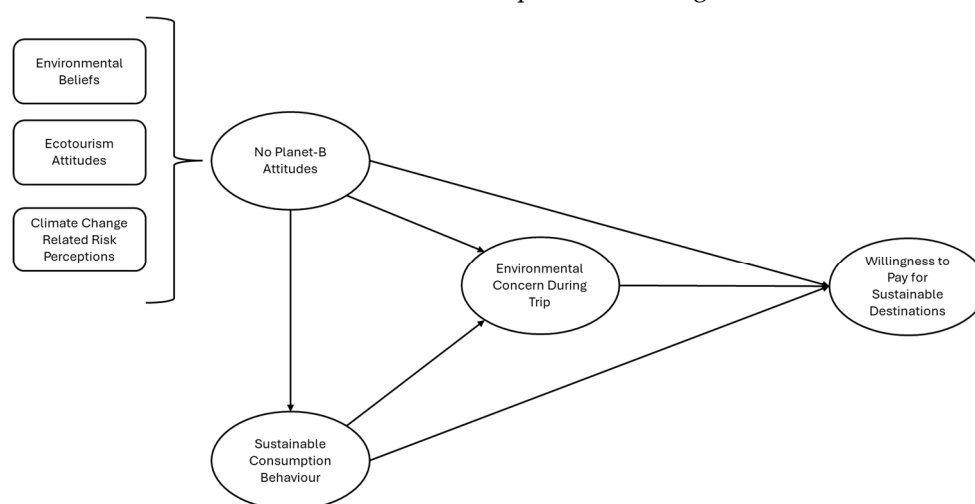 Environmental
Beliefs
Ecotourism
Attitudes
Climate Change
Related Risk
Perceptions
No Planet-B
Attitudes
Environmental
Concern During
Trip
Willingness to
Pay for
Sustainable
Destinations
Sustainable
Consumption
Behaviour